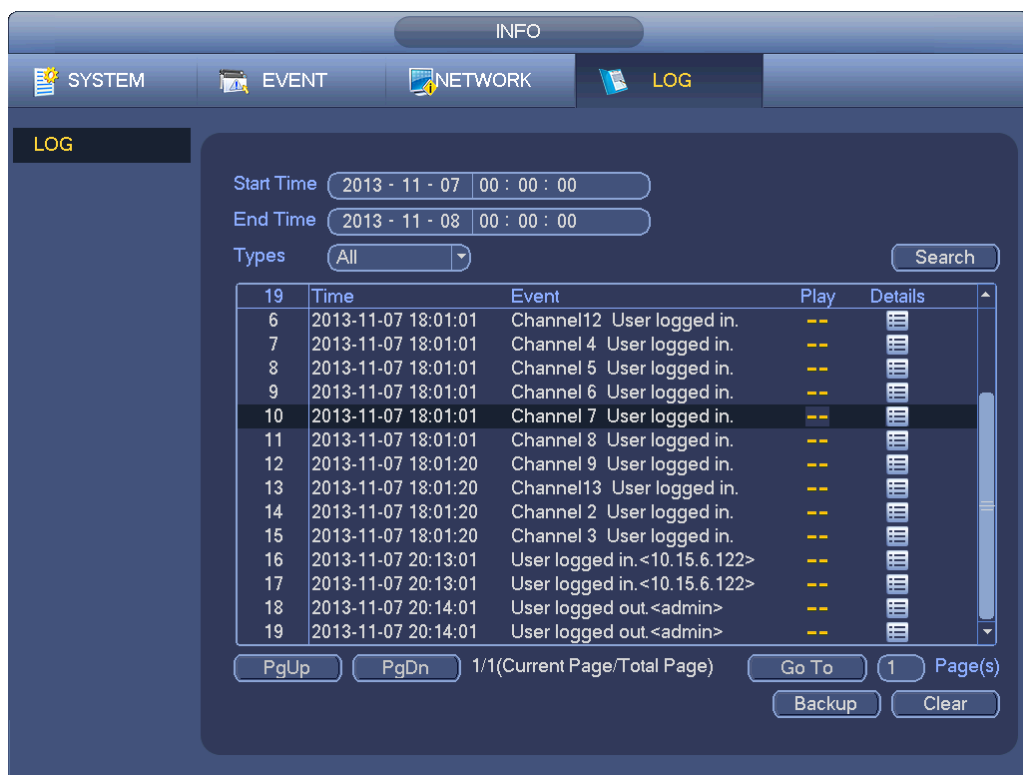 INFO
SYSTEM EVENT NETWORK LOG
LOG
Start Time 2013 - 11 - 07 00 : 00 : 00
End Time 2013 - 11 - 08 00 : 00 : 00
Types All Search
19 Time Event Play Details
6 2013-11-07 18:01:01 Channel12 User logged in. --
7 2013-11-07 18:01:01 Channel 4 User logged in. --
8 2013-11-07 18:01:01 Channel 5 User logged in. --
9 2013-11-07 18:01:01 Channel 6 User logged in. --
10 2013-11-07 18:01:01 Channel 7 User logged in. --
11 2013-11-07 18:01:01 Channel 8 User logged in. --
12 2013-11-07 18:01:20 Channel 9 User logged in. --
13 2013-11-07 18:01:20 Channel13 User logged in. --
14 2013-11-07 18:01:20 Channel 2 User logged in. --
15 2013-11-07 18:01:20 Channel 3 User logged in. --
16 2013-11-07 20:13:01 User logged in.<10.15.6.122> --
17 2013-11-07 20:13:01 User logged in.<10.15.6.122> --
18 2013-11-07 20:14:01 User logged out.<admin> --
19 2013-11-07 20:14:01 User logged out.<admin> --
PgUp PgDn 1/1(Current Page/Total Page) Go To 1 Page(s)
Backup Clear